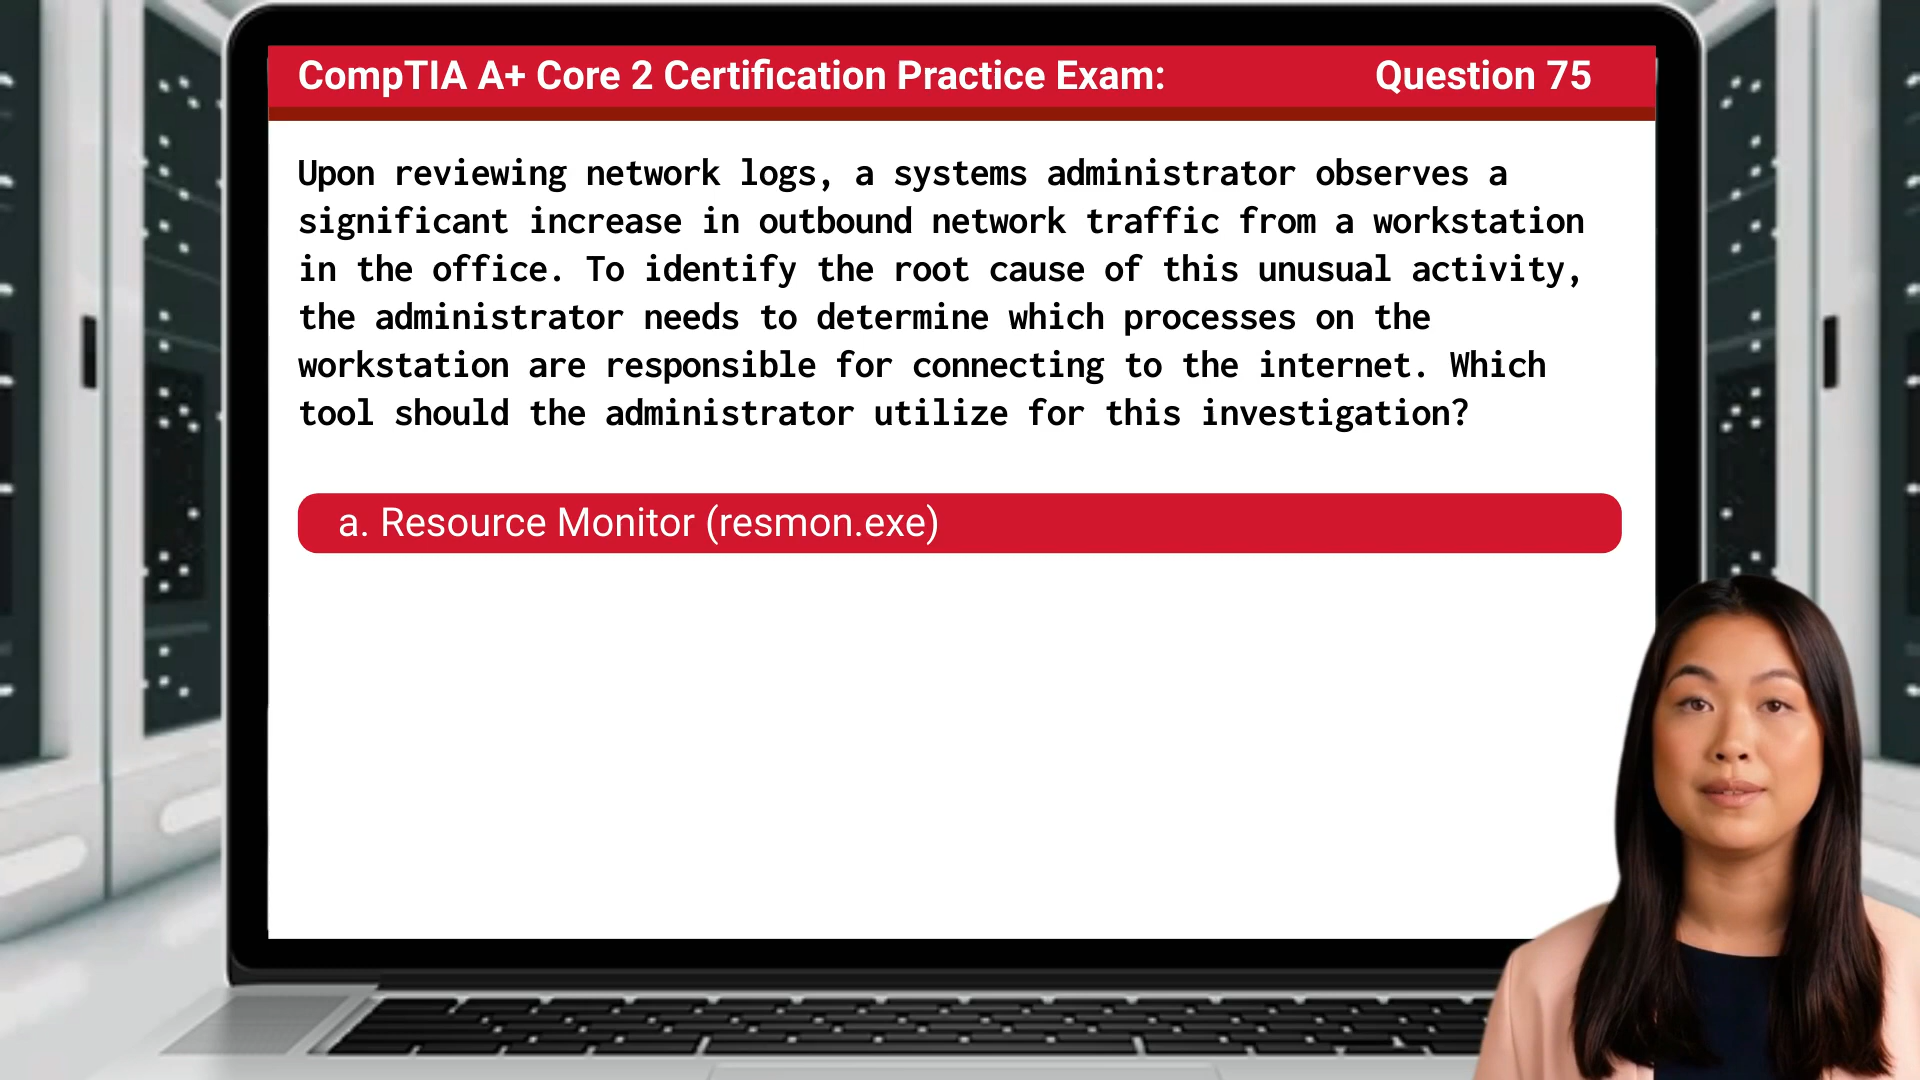 CompTIA A+ Core 2 Certification Practice Exam: Question 75
Upon reviewing network logs, a systems administrator observes a
significant increase in outbound network traffic from a workstation
in the office. To identify the root cause of this unusual activity,
the administrator needs to determine which processes on the
workstation are responsible for connecting to the internet. Which
tool should the administrator utilize for this investigation?
a. Resource Monitor (resmon.exe)